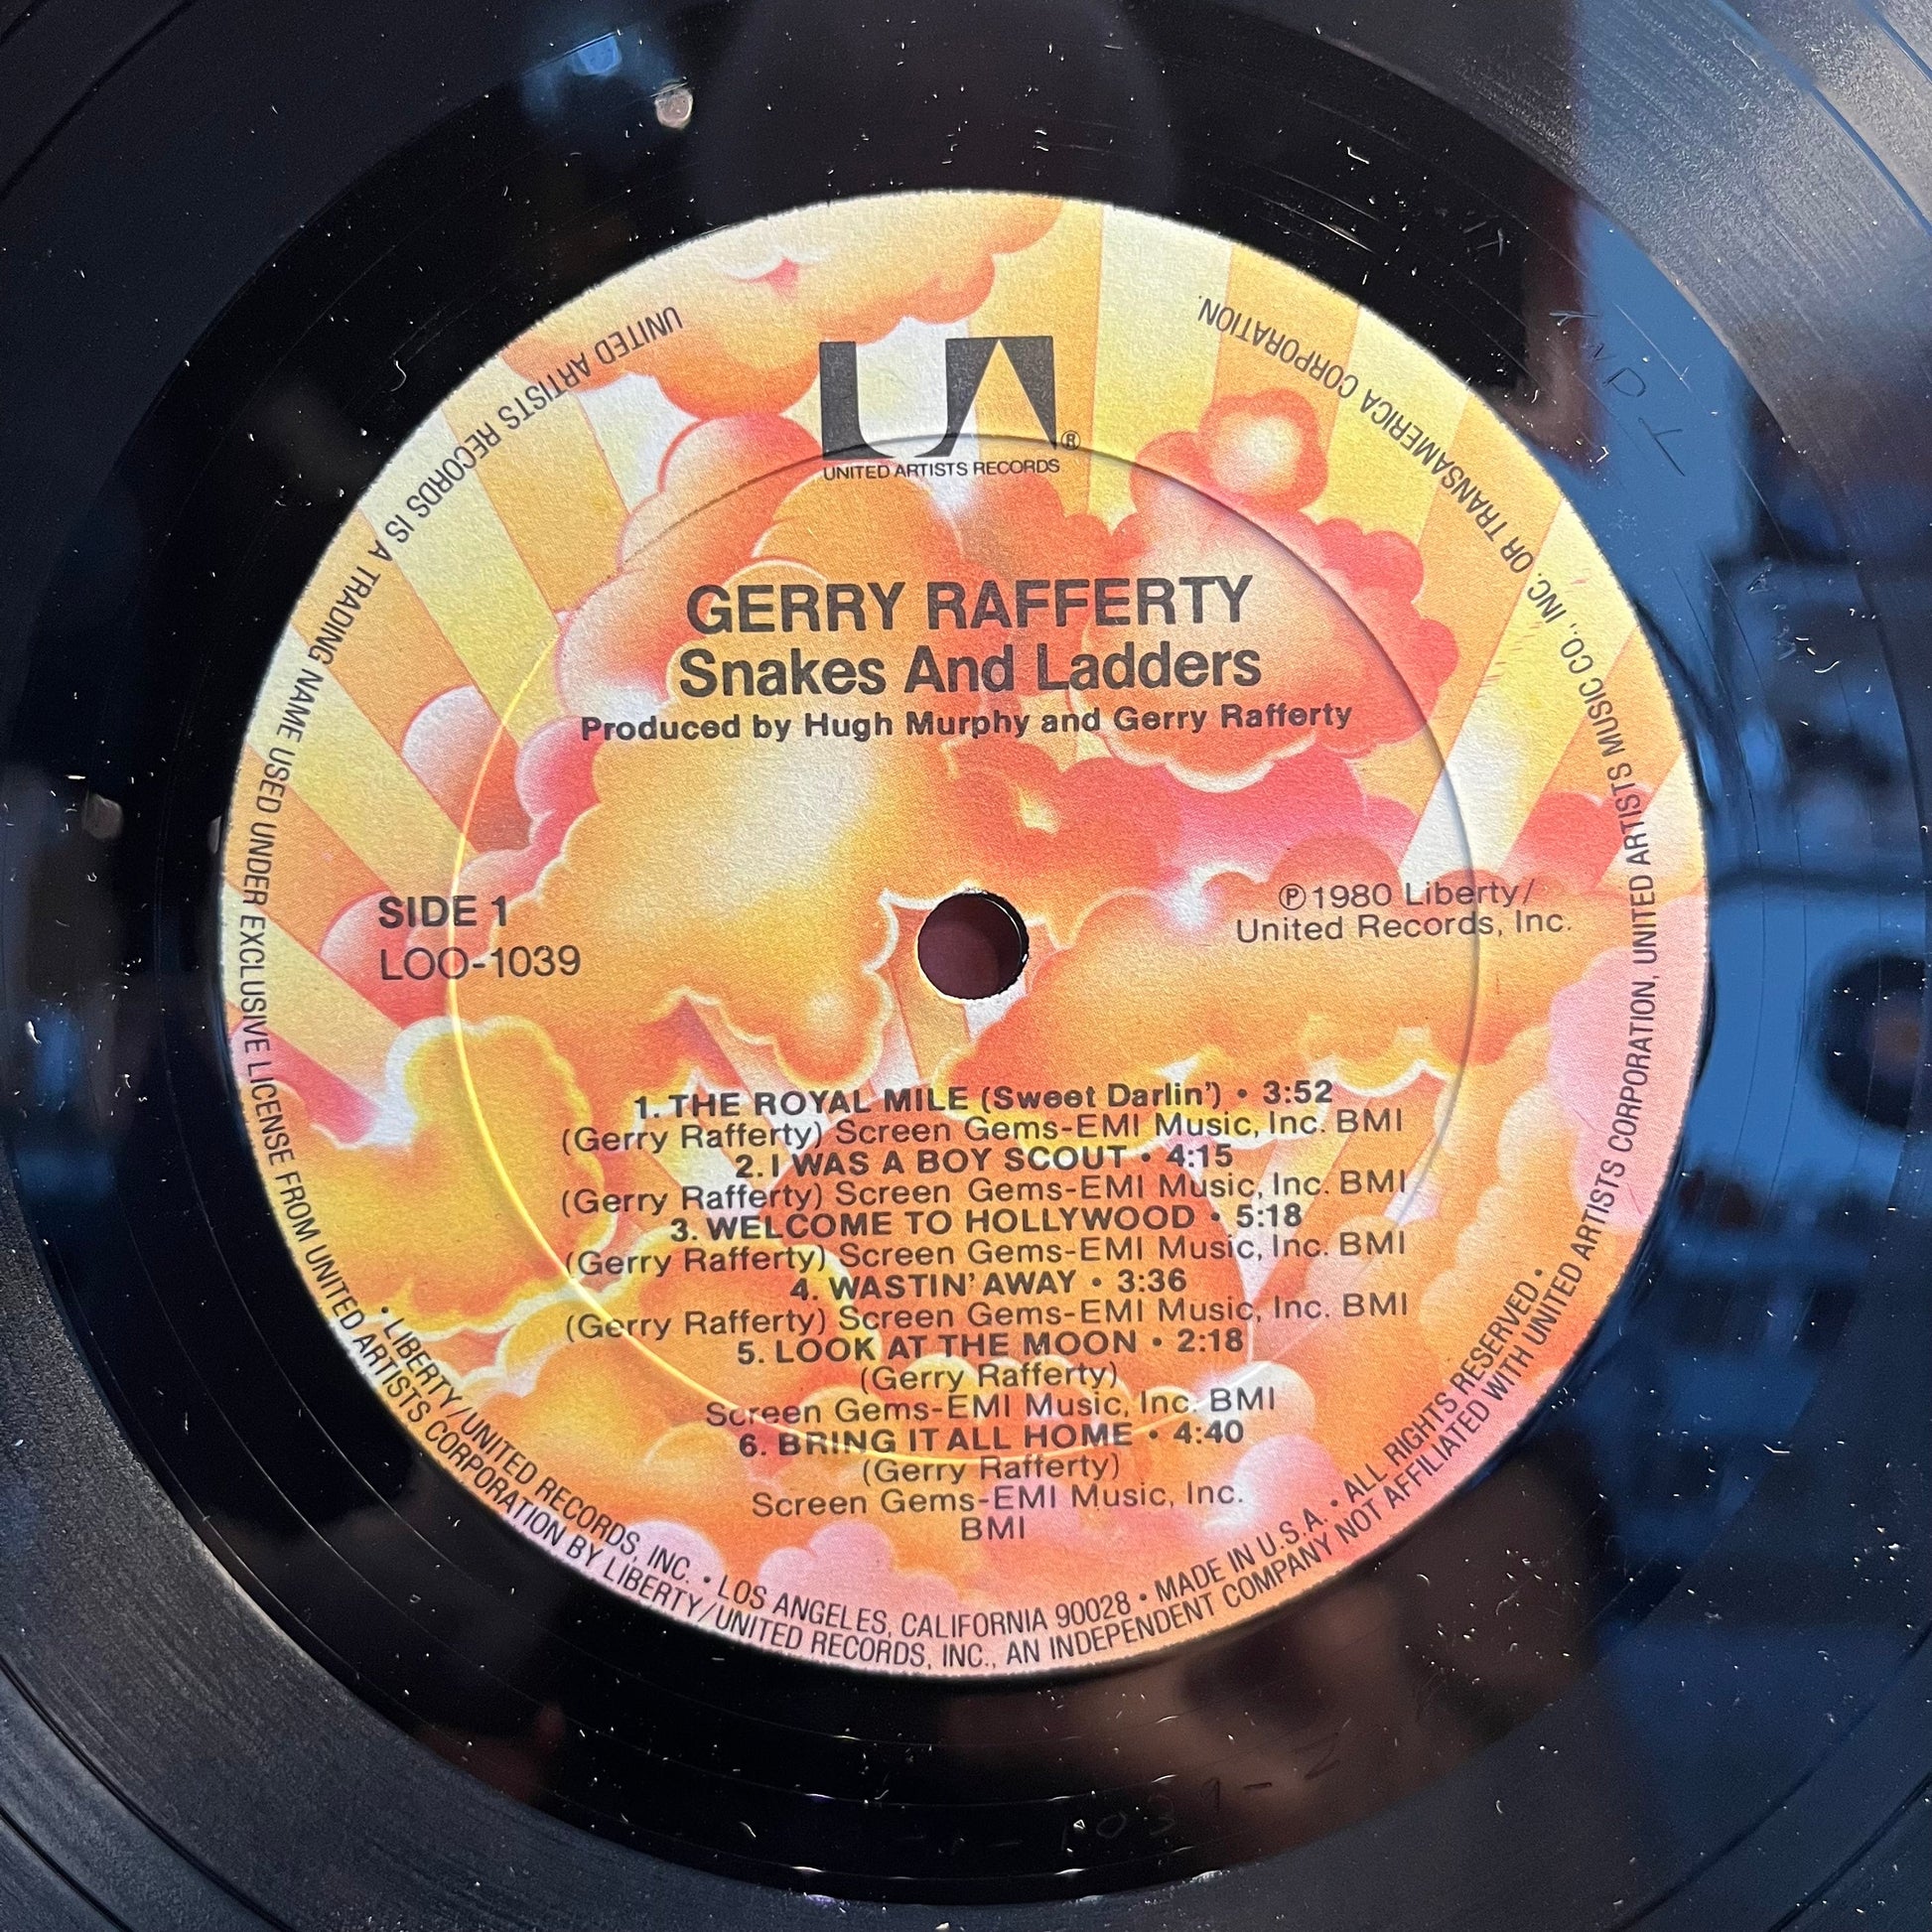 UA®
UNITED ARTISTS RECORDS
GERRY RAFFERTY
Snakes And Ladders
Produced by Hugh Murphy and Gerry Rafferty
SIDE 1
LOO-1039
℗1980 Liberty/
United Records, Inc.
1. THE ROYAL MILE (Sweet Darlin') • 3:52
(Gerry Rafferty) Screen Gems-EMI Music, Inc. BMI
2. I WAS A BOY SCOUT • 4:15
(Gerry Rafferty) Screen Gems-EMI Music, Inc. BMI
3. WELCOME TO HOLLYWOOD • 5:18
(Gerry Rafferty) Screen Gems-EMI Music, Inc. BMI
4. WASTIN' AWAY • 3:36
(Gerry Rafferty) Screen Gems-EMI Music, Inc. BMI
5. LOOK AT THE MOON • 2:18
(Gerry Rafferty)
Screen Gems-EMI Music, Inc. BMI
6. BRING IT ALL HOME • 4:40
(Gerry Rafferty)
Screen Gems-EMI Music, Inc.
BMI
• LIBERTY/UNITED RECORDS, INC. • LOS ANGELES, CALIFORNIA 90028 • MADE IN U.S.A. • ALL RIGHTS RESERVED •
UNITED ARTISTS RECORDS IS A TRADING NAME USED UNDER EXCLUSIVE LICENSE FROM UNITED ARTISTS CORPORATION BY LIBERTY/UNITED RECORDS, INC., AN INDEPENDENT COMPANY NOT AFFILIATED WITH UNITED ARTISTS CORPORATION, UNITED ARTISTS MUSIC CO., INC. OR TRANSAMERICA CORPORATION.